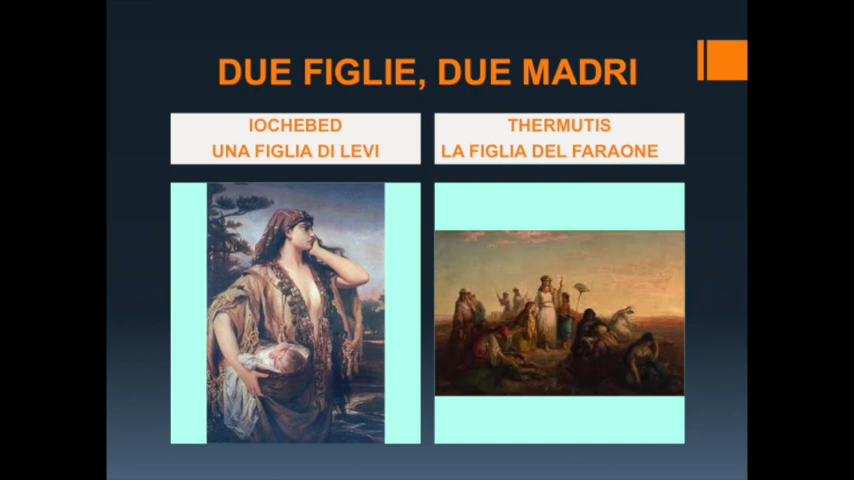 DUE FIGLIE, DUE MADRI
IOCHEBED
UNA FIGLIA DI LEVI
THERMUTIS
LA FIGLIA DEL FARAONE